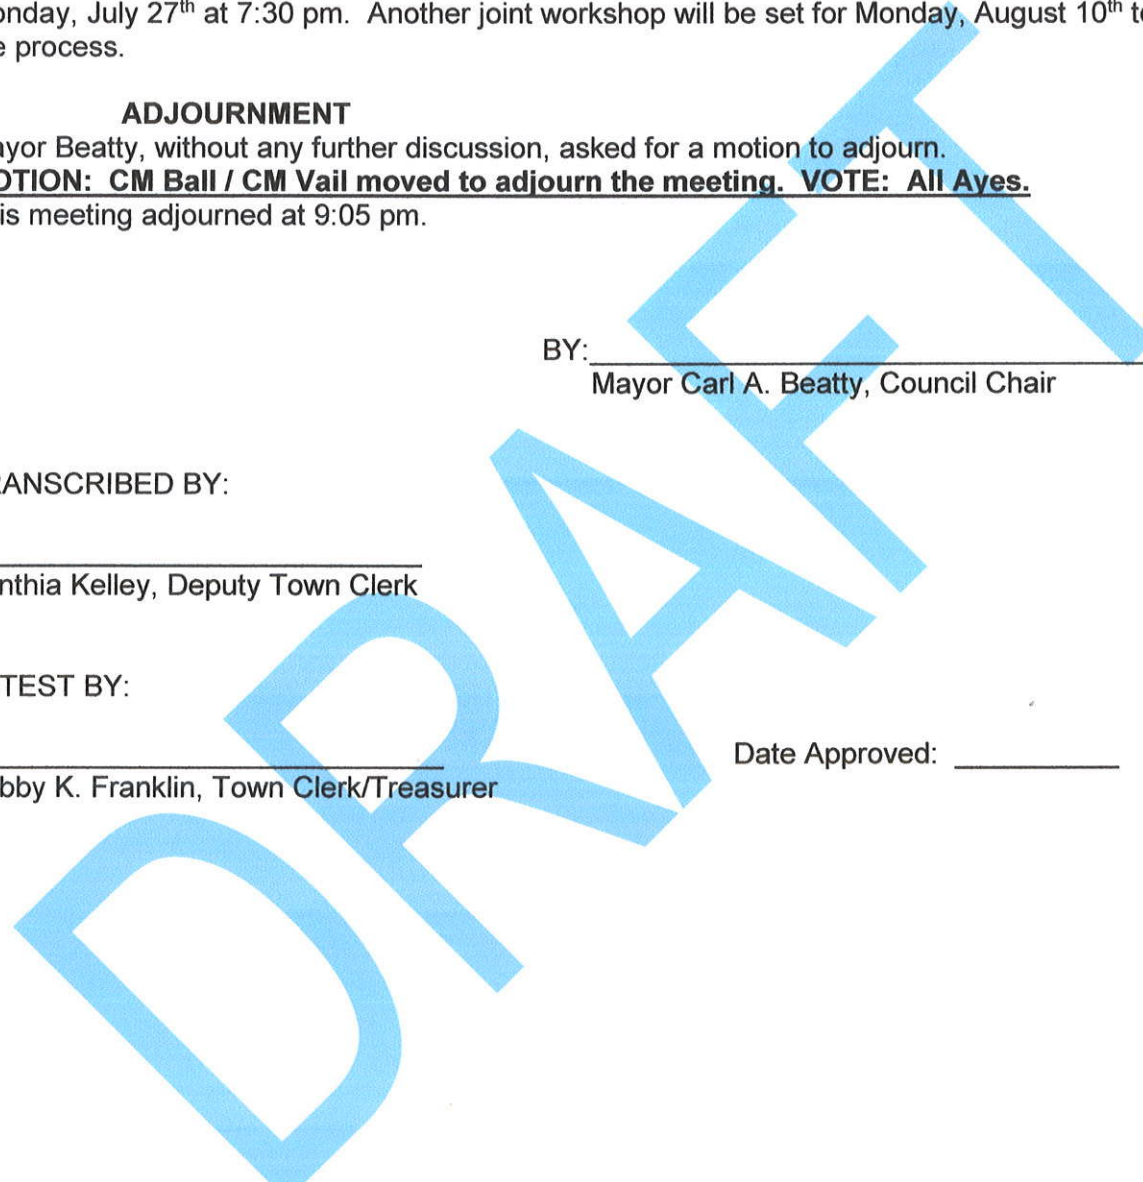 onday, July 27th at 7:30 pm. Another joint workshop will be set for Monday, August 10th to
e process.
ADJOURNMENT
ayor Beatty, without any further discussion, asked for a motion to adjourn.
OTION: CM Ball / CM Vail moved to adjourn the meeting. VOTE: All Ayes.
is meeting adjourned at 9:05 pm.
BY:
Mayor Carl A. Beatty, Council Chair
RANSCRIBED BY:
nthia Kelley, Deputy Town Clerk
TEST BY:
Date Approved:
bby K. Franklin, Town Clerk/Treasurer
DRAFT